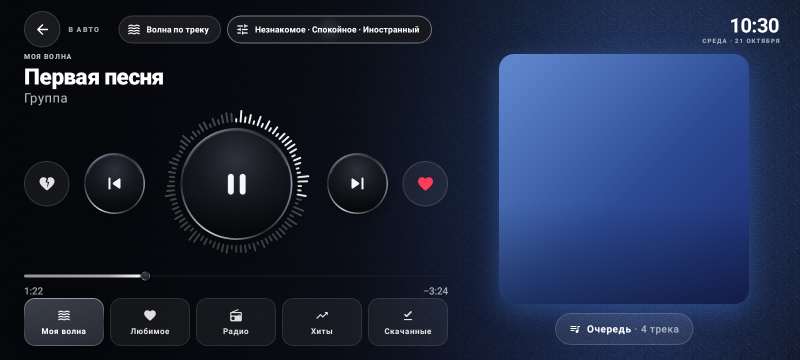 В АВТО
Волна по треку
Незнакомое · Спокойное · Иностранный
10:30
СРЕДА · 21 ОКТЯБРЯ
МОЯ ВОЛНА
Первая песня
Группа
1:22
−3:24
Моя волна
Любимое
Радио
Хиты
Скачанные
Очередь · 4 трека